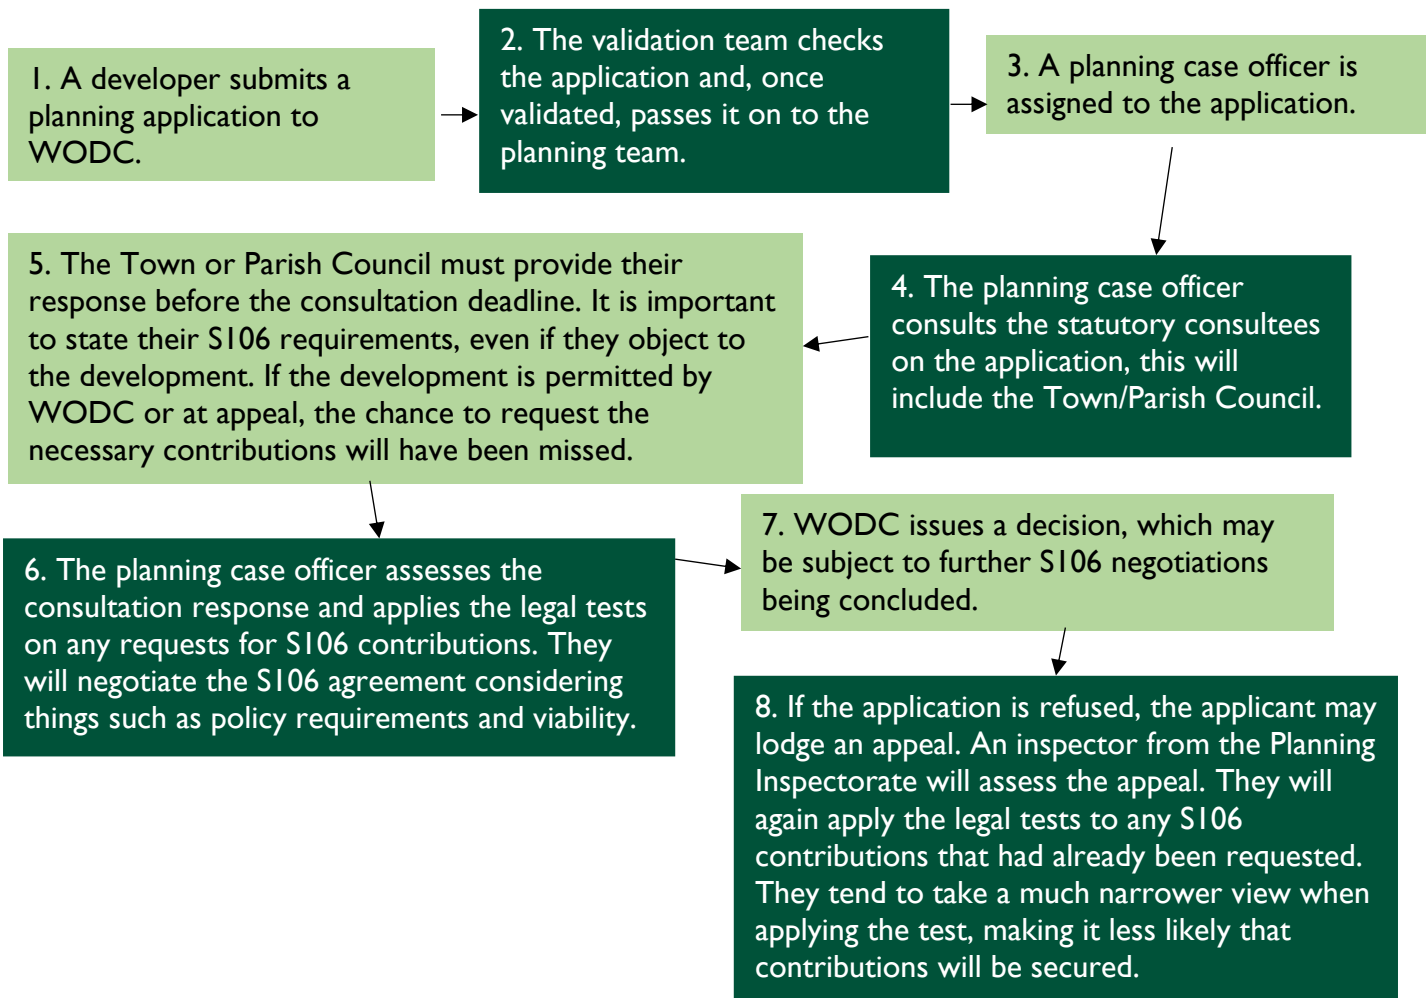 1. A developer submits a
planning application to
WODC.
2. The validation team checks
the application and, once
validated, passes it on to the
planning team.
3. A planning case officer is
assigned to the application.
4. The planning case officer
consults the statutory consultees
on the application, this will
include the Town/Parish Council.
5. The Town or Parish Council must provide their
response before the consultation deadline. It is important
to state their S106 requirements, even if they object to
the development. If the development is permitted by
WODC or at appeal, the chance to request the
necessary contributions will have been missed.
6. The planning case officer assesses the
consultation response and applies the legal tests
on any requests for S106 contributions. They
will negotiate the S106 agreement considering
things such as policy requirements and viability.
7. WODC issues a decision, which may
be subject to further S106 negotiations
being concluded.
8. If the application is refused, the applicant may
lodge an appeal. An inspector from the Planning
Inspectorate will assess the appeal. They will
again apply the legal tests to any S106
contributions that had already been requested.
They tend to take a much narrower view when
applying the test, making it less likely that
contributions will be secured.